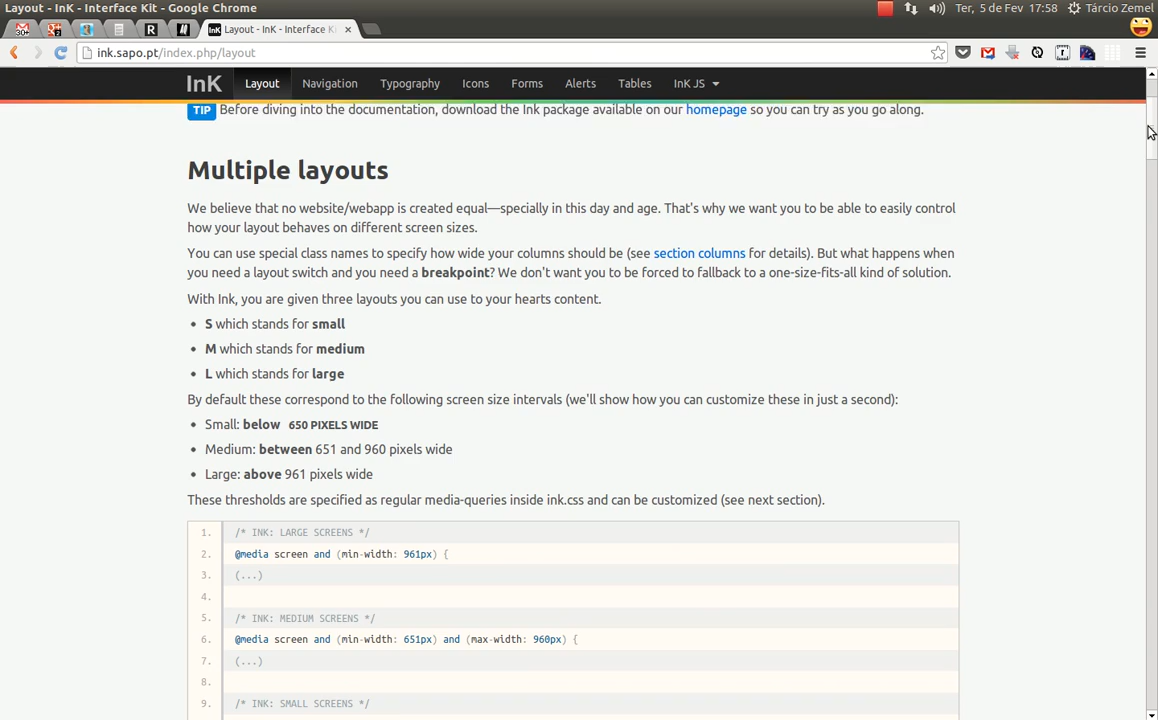 Layout - InK - Interface Kit - Google Chrome
Ter, 5 de Fev 17:58 Tárcio Zemel
30+
2
R
InK Layout - InK - Interface Ki ×
ink.sapo.pt/index.php/layout
InK Layout Navigation Typography Icons Forms Alerts Tables InK JS
TIP Before diving into the documentation, download the Ink package available on our homepage so you can try as you go along.
Multiple layouts
We believe that no website/webapp is created equal—specially in this day and age. That's why we want you to be able to easily control
how your layout behaves on different screen sizes.
You can use special class names to specify how wide your columns should be (see section columns for details). But what happens when
you need a layout switch and you need a breakpoint? We don't want you to be forced to fallback to a one-size-fits-all kind of solution.
With Ink, you are given three layouts you can use to your hearts content.
• S which stands for small
• M which stands for medium
• L which stands for large
By default these correspond to the following screen size intervals (we'll show how you can customize these in just a second):
• Small: below 650 PIXELS WIDE
• Medium: between 651 and 960 pixels wide
• Large: above 961 pixels wide
These thresholds are specified as regular media-queries inside ink.css and can be customized (see next section).
1. /* INK: LARGE SCREENS */
2. @media screen and (min-width: 961px) {
3. (...)
4.
5. /* INK: MEDIUM SCREENS */
6. @media screen and (min-width: 651px) and (max-width: 960px) {
7. (...)
8.
9. /* INK: SMALL SCREENS */